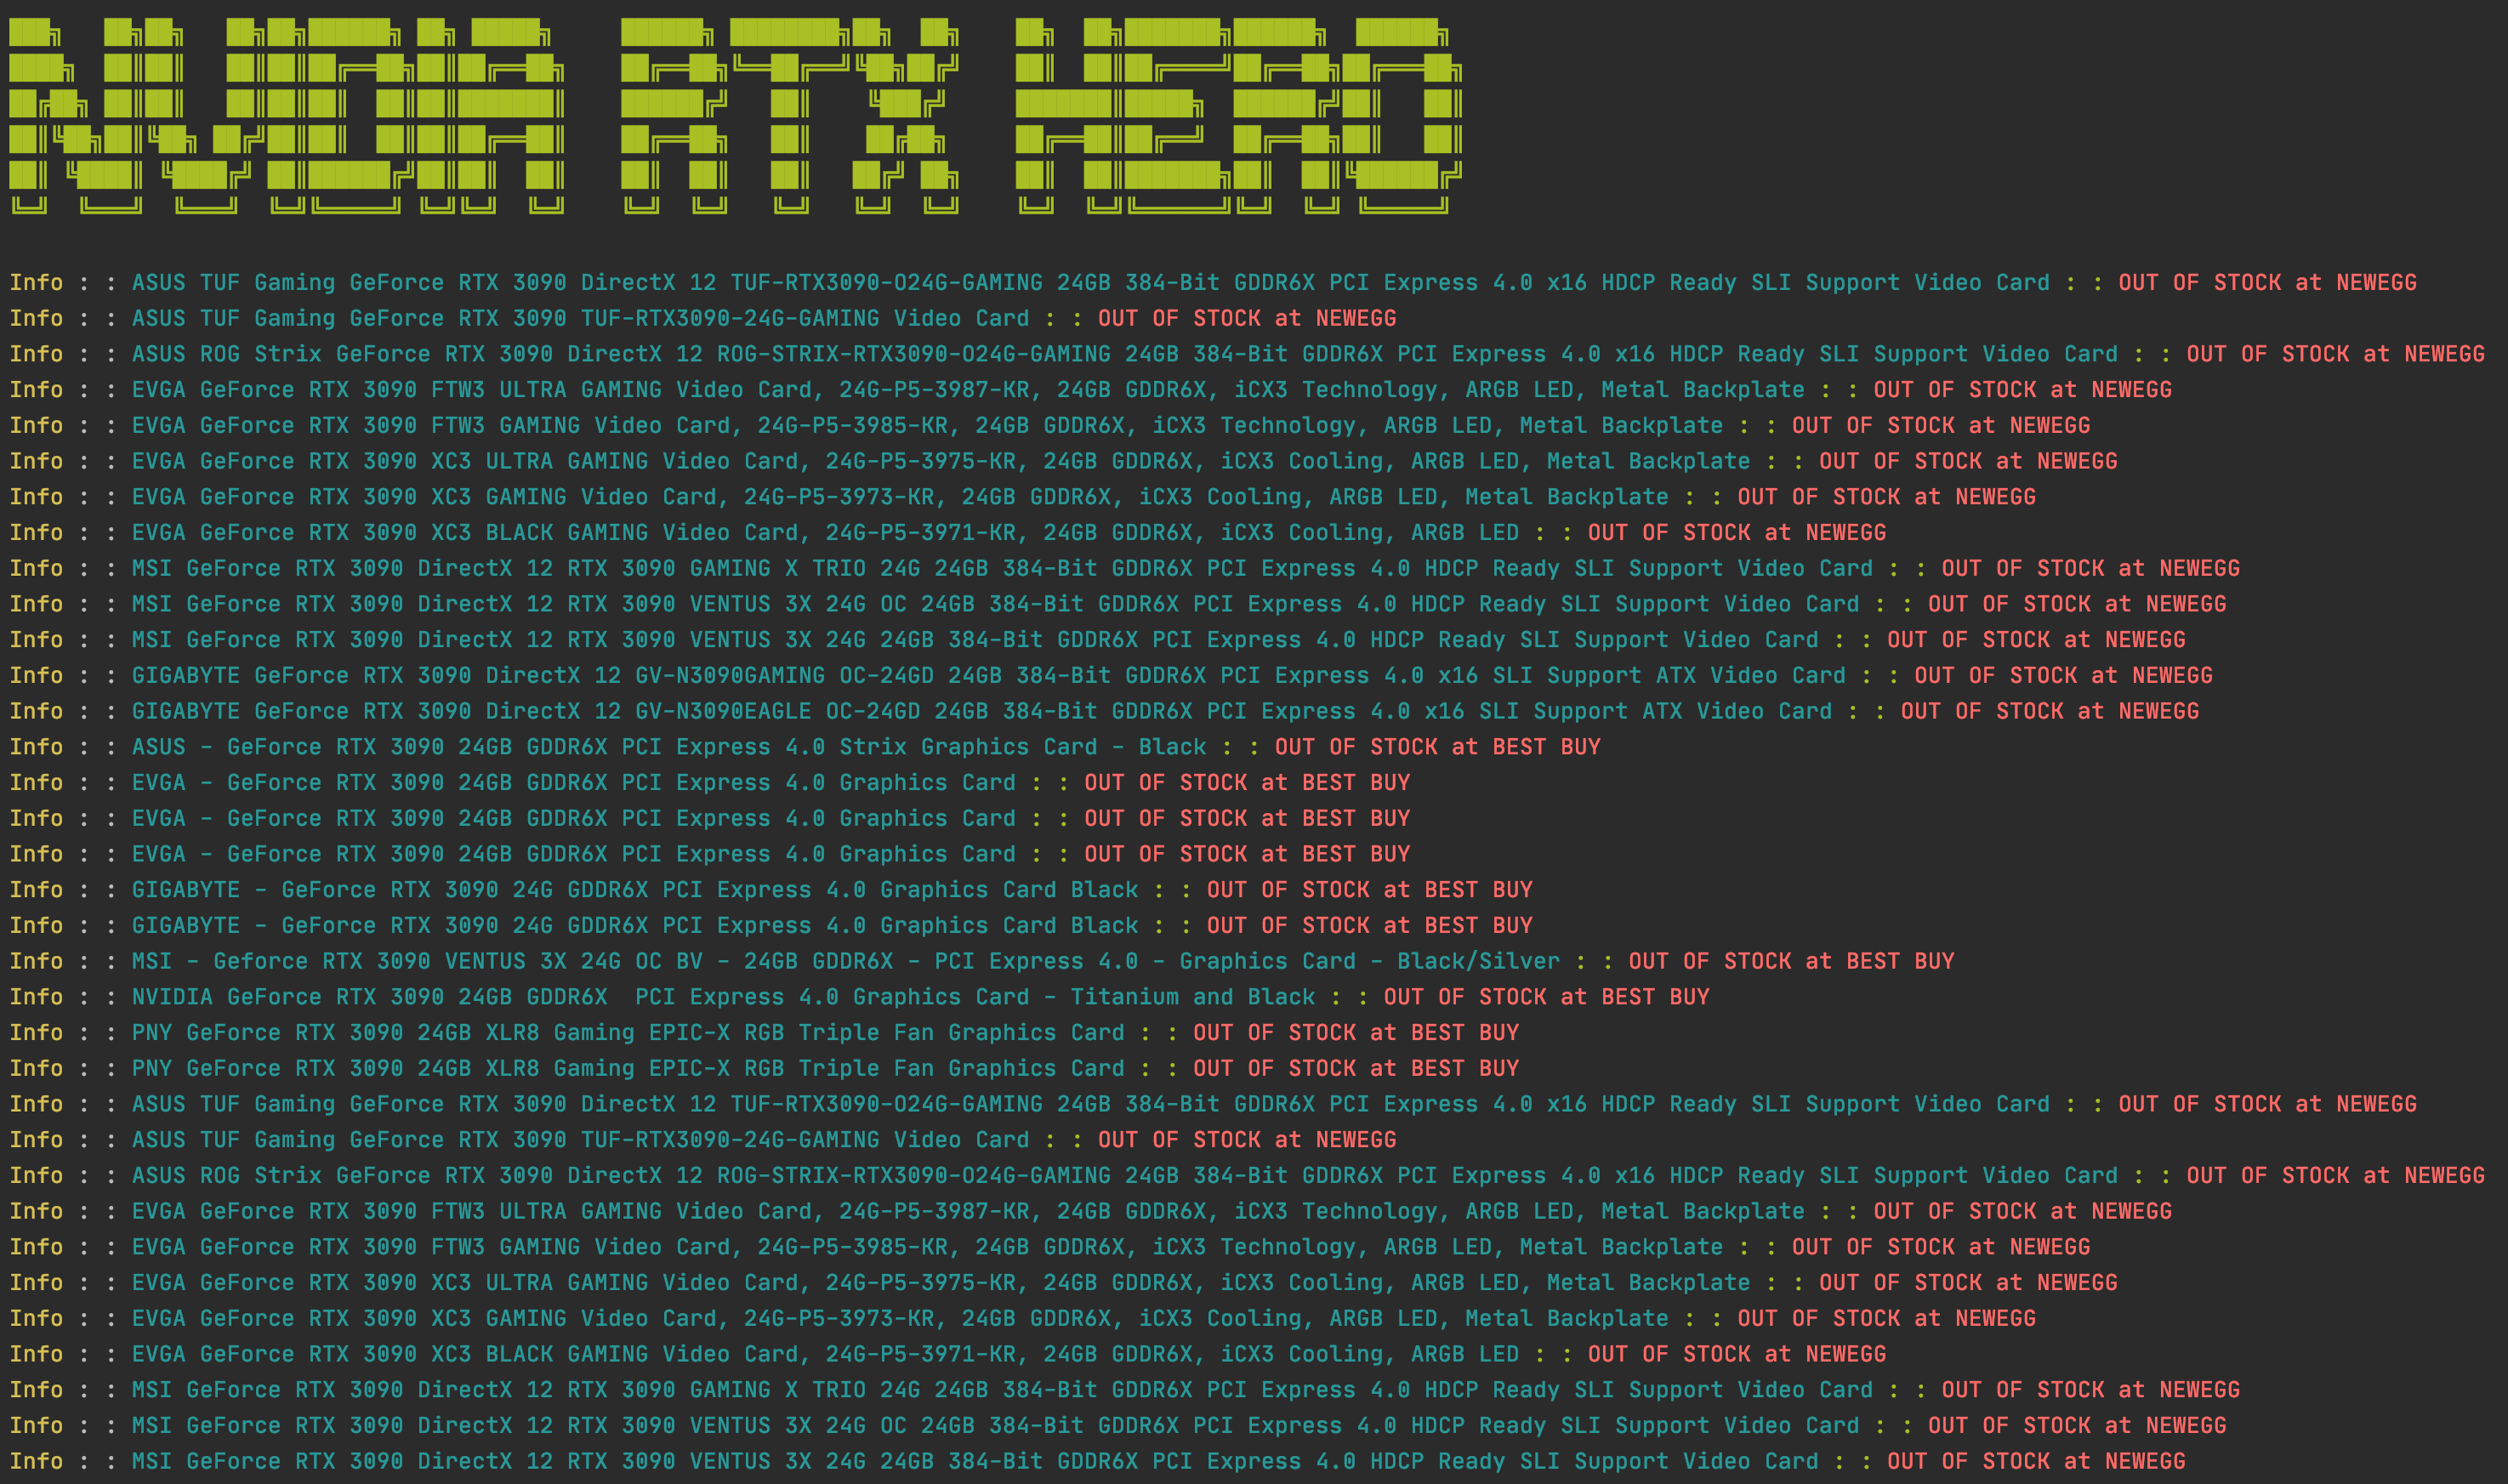 NVIDIA RTX HERO
Info : : ASUS TUF Gaming GeForce RTX 3090 DirectX 12 TUF-RTX3090-O24G-GAMING 24GB 384-Bit GDDR6X PCI Express 4.0 x16 HDCP Ready SLI Support Video Card : : OUT OF STOCK at NEWEGG
Info : : ASUS TUF Gaming GeForce RTX 3090 TUF-RTX3090-24G-GAMING Video Card : : OUT OF STOCK at NEWEGG
Info : : ASUS ROG Strix GeForce RTX 3090 DirectX 12 ROG-STRIX-RTX3090-O24G-GAMING 24GB 384-Bit GDDR6X PCI Express 4.0 x16 HDCP Ready SLI Support Video Card : : OUT OF STOCK at NEWEGG
Info : : EVGA GeForce RTX 3090 FTW3 ULTRA GAMING Video Card, 24G-P5-3987-KR, 24GB GDDR6X, iCX3 Technology, ARGB LED, Metal Backplate : : OUT OF STOCK at NEWEGG
Info : : EVGA GeForce RTX 3090 FTW3 GAMING Video Card, 24G-P5-3985-KR, 24GB GDDR6X, iCX3 Technology, ARGB LED, Metal Backplate : : OUT OF STOCK at NEWEGG
Info : : EVGA GeForce RTX 3090 XC3 ULTRA GAMING Video Card, 24G-P5-3975-KR, 24GB GDDR6X, iCX3 Cooling, ARGB LED, Metal Backplate : : OUT OF STOCK at NEWEGG
Info : : EVGA GeForce RTX 3090 XC3 GAMING Video Card, 24G-P5-3973-KR, 24GB GDDR6X, iCX3 Cooling, ARGB LED, Metal Backplate : : OUT OF STOCK at NEWEGG
Info : : EVGA GeForce RTX 3090 XC3 BLACK GAMING Video Card, 24G-P5-3971-KR, 24GB GDDR6X, iCX3 Cooling, ARGB LED : : OUT OF STOCK at NEWEGG
Info : : MSI GeForce RTX 3090 DirectX 12 RTX 3090 GAMING X TRIO 24G 24GB 384-Bit GDDR6X PCI Express 4.0 HDCP Ready SLI Support Video Card : : OUT OF STOCK at NEWEGG
Info : : MSI GeForce RTX 3090 DirectX 12 RTX 3090 VENTUS 3X 24G OC 24GB 384-Bit GDDR6X PCI Express 4.0 HDCP Ready SLI Support Video Card : : OUT OF STOCK at NEWEGG
Info : : MSI GeForce RTX 3090 DirectX 12 RTX 3090 VENTUS 3X 24G 24GB 384-Bit GDDR6X PCI Express 4.0 HDCP Ready SLI Support Video Card : : OUT OF STOCK at NEWEGG
Info : : GIGABYTE GeForce RTX 3090 DirectX 12 GV-N3090GAMING OC-24GD 24GB 384-Bit GDDR6X PCI Express 4.0 x16 SLI Support ATX Video Card : : OUT OF STOCK at NEWEGG
Info : : GIGABYTE GeForce RTX 3090 DirectX 12 GV-N3090EAGLE OC-24GD 24GB 384-Bit GDDR6X PCI Express 4.0 x16 SLI Support ATX Video Card : : OUT OF STOCK at NEWEGG
Info : : ASUS - GeForce RTX 3090 24GB GDDR6X PCI Express 4.0 Strix Graphics Card - Black : : OUT OF STOCK at BEST BUY
Info : : EVGA - GeForce RTX 3090 24GB GDDR6X PCI Express 4.0 Graphics Card : : OUT OF STOCK at BEST BUY
Info : : EVGA - GeForce RTX 3090 24GB GDDR6X PCI Express 4.0 Graphics Card : : OUT OF STOCK at BEST BUY
Info : : EVGA - GeForce RTX 3090 24GB GDDR6X PCI Express 4.0 Graphics Card : : OUT OF STOCK at BEST BUY
Info : : GIGABYTE - GeForce RTX 3090 24G GDDR6X PCI Express 4.0 Graphics Card Black : : OUT OF STOCK at BEST BUY
Info : : GIGABYTE - GeForce RTX 3090 24G GDDR6X PCI Express 4.0 Graphics Card Black : : OUT OF STOCK at BEST BUY
Info : : MSI - Geforce RTX 3090 VENTUS 3X 24G OC BV - 24GB GDDR6X - PCI Express 4.0 - Graphics Card - Black/Silver : : OUT OF STOCK at BEST BUY
Info : : NVIDIA GeForce RTX 3090 24GB GDDR6X  PCI Express 4.0 Graphics Card - Titanium and Black : : OUT OF STOCK at BEST BUY
Info : : PNY GeForce RTX 3090 24GB XLR8 Gaming EPIC-X RGB Triple Fan Graphics Card : : OUT OF STOCK at BEST BUY
Info : : PNY GeForce RTX 3090 24GB XLR8 Gaming EPIC-X RGB Triple Fan Graphics Card : : OUT OF STOCK at BEST BUY
Info : : ASUS TUF Gaming GeForce RTX 3090 DirectX 12 TUF-RTX3090-O24G-GAMING 24GB 384-Bit GDDR6X PCI Express 4.0 x16 HDCP Ready SLI Support Video Card : : OUT OF STOCK at NEWEGG
Info : : ASUS TUF Gaming GeForce RTX 3090 TUF-RTX3090-24G-GAMING Video Card : : OUT OF STOCK at NEWEGG
Info : : ASUS ROG Strix GeForce RTX 3090 DirectX 12 ROG-STRIX-RTX3090-O24G-GAMING 24GB 384-Bit GDDR6X PCI Express 4.0 x16 HDCP Ready SLI Support Video Card : : OUT OF STOCK at NEWEGG
Info : : EVGA GeForce RTX 3090 FTW3 ULTRA GAMING Video Card, 24G-P5-3987-KR, 24GB GDDR6X, iCX3 Technology, ARGB LED, Metal Backplate : : OUT OF STOCK at NEWEGG
Info : : EVGA GeForce RTX 3090 FTW3 GAMING Video Card, 24G-P5-3985-KR, 24GB GDDR6X, iCX3 Technology, ARGB LED, Metal Backplate : : OUT OF STOCK at NEWEGG
Info : : EVGA GeForce RTX 3090 XC3 ULTRA GAMING Video Card, 24G-P5-3975-KR, 24GB GDDR6X, iCX3 Cooling, ARGB LED, Metal Backplate : : OUT OF STOCK at NEWEGG
Info : : EVGA GeForce RTX 3090 XC3 GAMING Video Card, 24G-P5-3973-KR, 24GB GDDR6X, iCX3 Cooling, ARGB LED, Metal Backplate : : OUT OF STOCK at NEWEGG
Info : : EVGA GeForce RTX 3090 XC3 BLACK GAMING Video Card, 24G-P5-3971-KR, 24GB GDDR6X, iCX3 Cooling, ARGB LED : : OUT OF STOCK at NEWEGG
Info : : MSI GeForce RTX 3090 DirectX 12 RTX 3090 GAMING X TRIO 24G 24GB 384-Bit GDDR6X PCI Express 4.0 HDCP Ready SLI Support Video Card : : OUT OF STOCK at NEWEGG
Info : : MSI GeForce RTX 3090 DirectX 12 RTX 3090 VENTUS 3X 24G OC 24GB 384-Bit GDDR6X PCI Express 4.0 HDCP Ready SLI Support Video Card : : OUT OF STOCK at NEWEGG
Info : : MSI GeForce RTX 3090 DirectX 12 RTX 3090 VENTUS 3X 24G 24GB 384-Bit GDDR6X PCI Express 4.0 HDCP Ready SLI Support Video Card : : OUT OF STOCK at NEWEGG